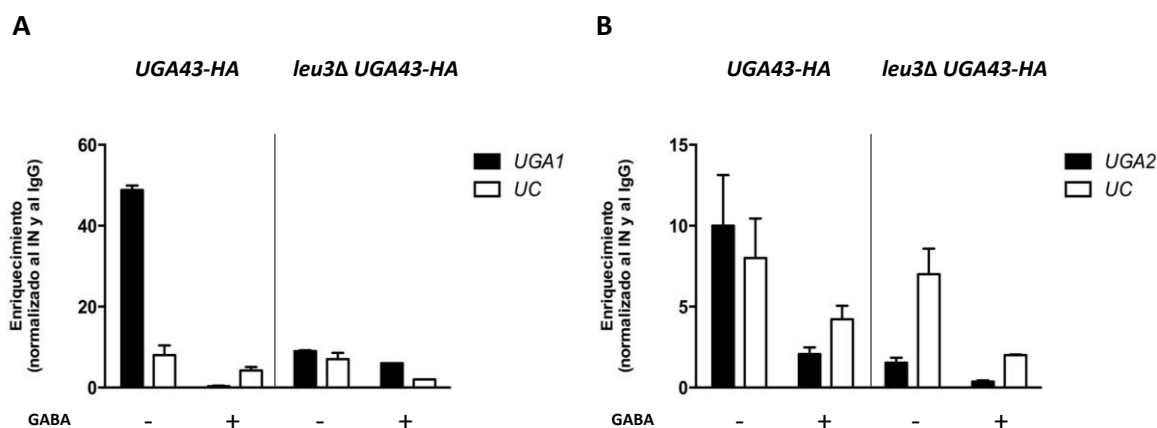 A
UGA43-HA leu3Δ UGA43-HA
Enriquecimiento
(normalizado al IN y al IgG)
60
40
20
0
UGA1
UC
GABA - + - +
B
UGA43-HA leu3Δ UGA43-HA
Enriquecimiento
(normalizado al IN y al IgG)
15
10
5
0
UGA2
UC
GABA - + - +